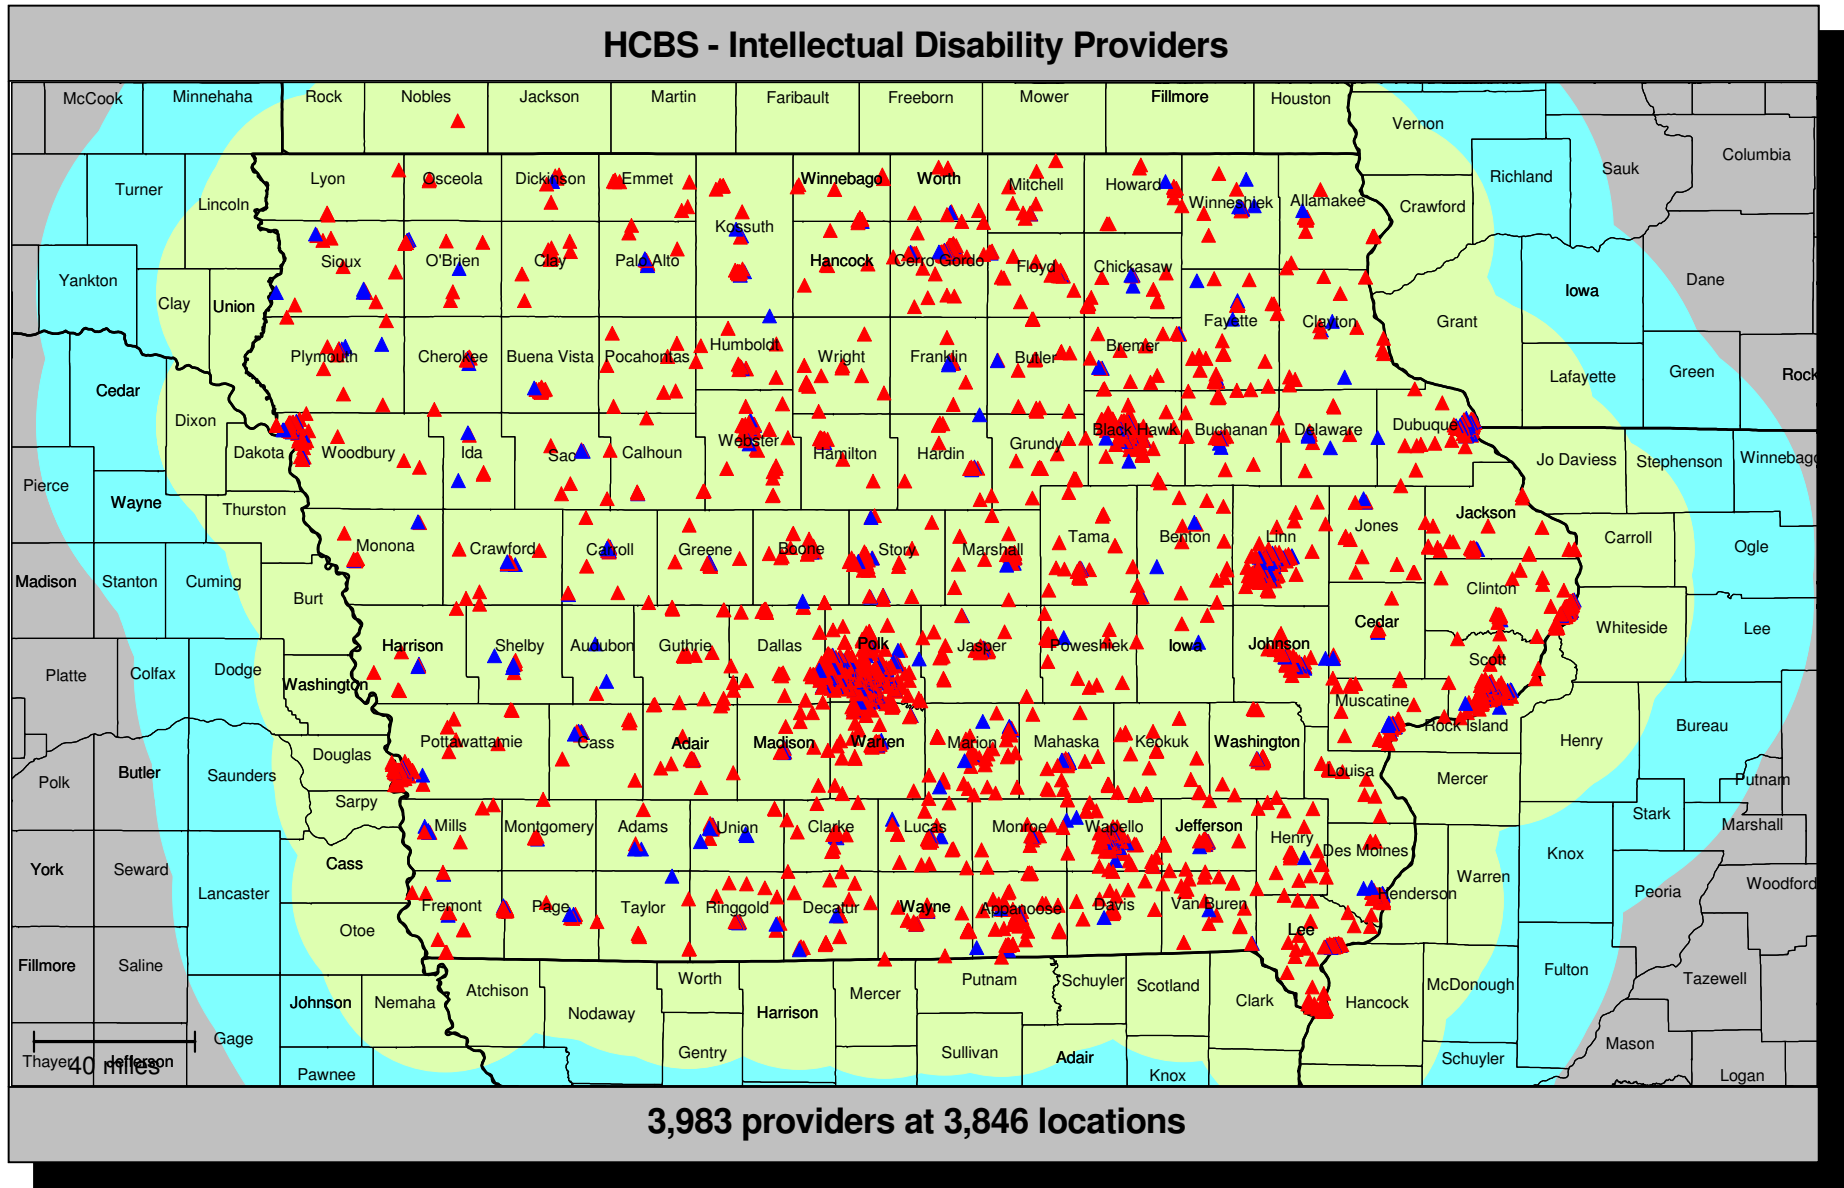 HCBS - Intellectual Disability Providers
McCook Minnehaha Rock Nobles Jackson Martin Faribault Freeborn Mower Fillmore Houston
Vernon
Columbia
Sauk
Richland
Turner Lyon Osceola Dickinson Emmet Winnebago Worth Mitchell Howard
Lincoln Winneshiek Allamakee Crawford
Kossuth
Yankton Sioux O'Brien Clay Palo Alto Hancock Cerro Gordo Floyd Chickasaw Dane
Clay Union Iowa
Fayette Clayton Grant
Plymouth Cherokee Buena Vista Pocahontas Humboldt Wright Franklin Butler Bremer
Cedar Lafayette Green Rock
Dixon Dubuque
Dakota Woodbury Ida Sac Calhoun Webster Hamilton Hardin Grundy Black Hawk Buchanan Delaware Jo Daviess Stephenson Winnebago
Pierce Wayne Thurston Jackson
Monona Crawford Carroll Greene Boone Story Marshall Tama Benton Linn Jones Carroll Ogle
Madison Stanton Cuming Burt Clinton
Harrison Shelby Audubon Guthrie Dallas Polk Jasper Poweshiek Iowa Johnson Cedar Whiteside Lee
Platte Colfax Dodge Washington Scott
Muscatine
Pottawattamie Cass Adair Madison Warren Marion Mahaska Keokuk Washington Rock Island Henry Bureau
Douglas
Polk Butler Saunders Louisa Mercer Putnam
Sarpy Stark Marshall
Mills Montgomery Adams Union Clarke Lucas Monroe Wapello Jefferson Henry Des Moines Knox
York Seward Cass Lancaster Warren Peoria Woodford
Fremont Page Taylor Ringgold Decatur Wayne Appanoose Davis Van Buren Henderson
Otoe Lee
Fillmore Saline Fulton Tazewell
Johnson Nemaha Atchison Nodaway Worth Harrison Mercer Putnam Schuyler Scotland Clark Hancock McDonough
Gage Gentry Sullivan Adair Schuyler Mason
Thayer Jefferson
40 miles
Pawnee Knox Logan
3,983 providers at 3,846 locations